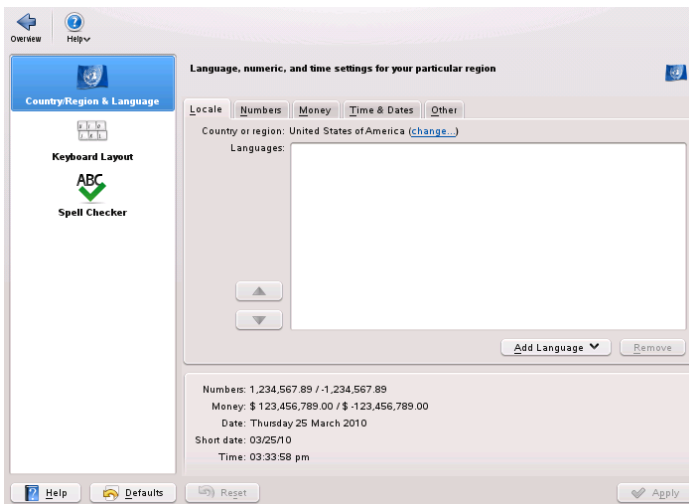 Overview Help
Language, numeric, and time settings for your particular region
Country/Region & Language
Keyboard Layout
ABC
Spell Checker
Locale Numbers Money Time & Dates Other
Country or region: United States of America (change...)
Languages:
Add Language Remove
Numbers: 1,234,567.89 / -1,234,567.89
Money: $ 123,456,789.00 / $ -123,456,789.00
Date: Thursday 25 March 2010
Short date: 03/25/10
Time: 03:33:58 pm
Help Defaults Reset Apply